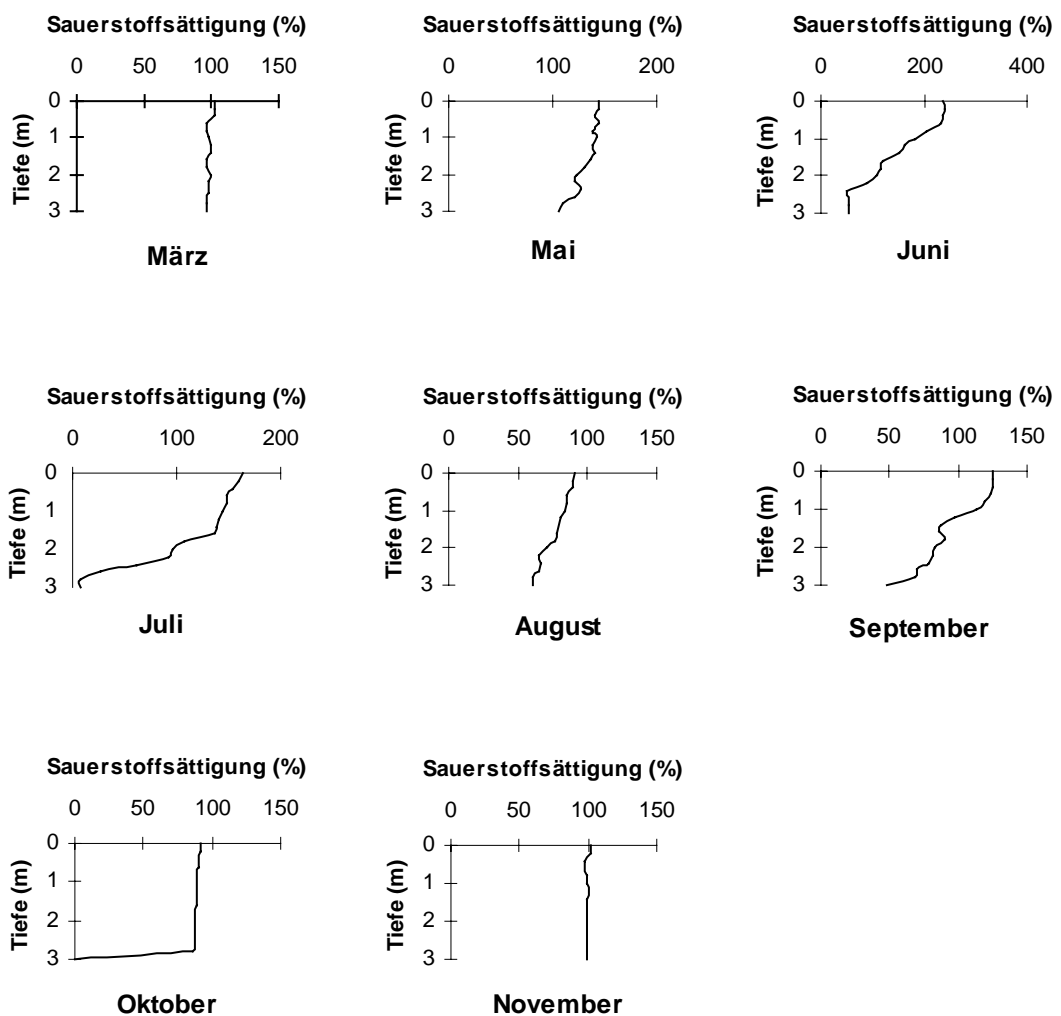 Sauerstoffsättigung (%)
0 50 100 150
Tiefe (m)
0
1
2
3
März
Sauerstoffsättigung (%)
0 100 200
Tiefe (m)
0
1
2
3
Mai
Sauerstoffsättigung (%)
0 200 400
Tiefe (m)
0
1
2
3
Juni
Sauerstoffsättigung (%)
0 100 200
Tiefe (m)
0
1
2
3
Juli
Sauerstoffsättigung (%)
0 50 100 150
Tiefe (m)
0
1
2
3
August
Sauerstoffsättigung (%)
0 50 100 150
Tiefe (m)
0
1
2
3
September
Sauerstoffsättigung (%)
0 50 100 150
Tiefe (m)
0
1
2
3
Oktober
Sauerstoffsättigung (%)
0 50 100 150
Tiefe (m)
0
1
2
3
November